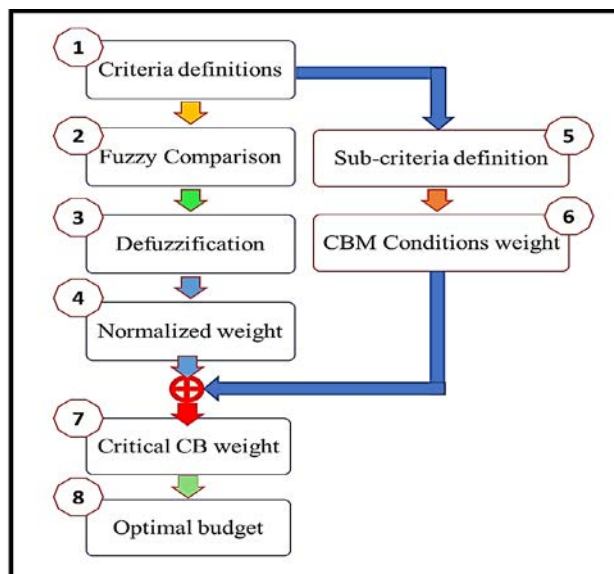 1
Criteria definitions
2
Fuzzy Comparison
3
Defuzzification
4
Normalized weight
5
Sub-criteria definition
6
CBM Conditions weight
7
Critical CB weight
8
Optimal budget